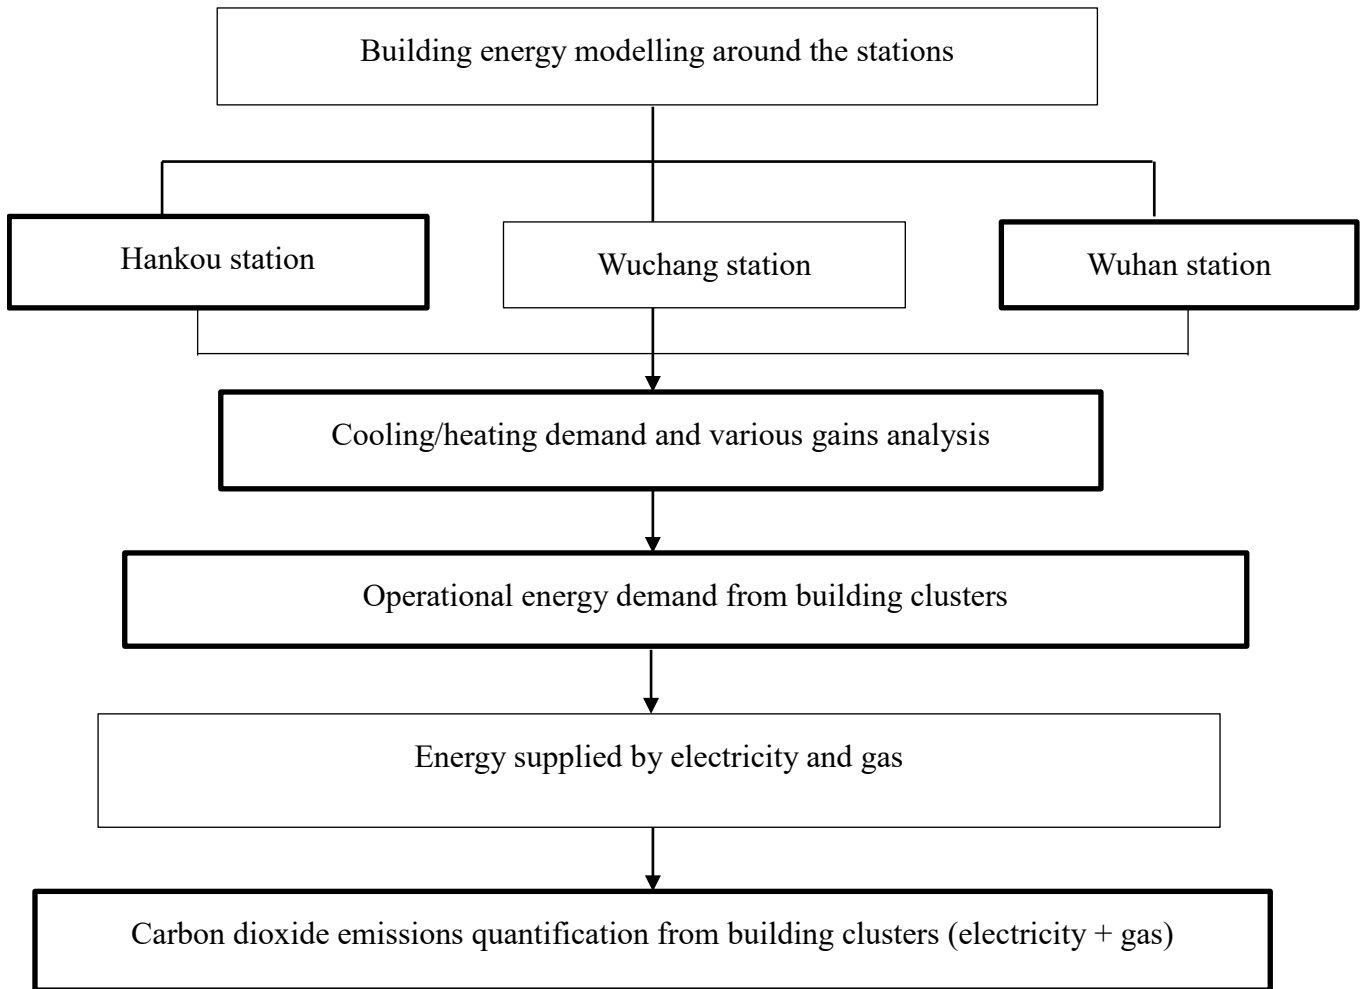 Building energy modelling around the stations
Hankou station
Wuchang station
Wuhan station
Cooling/heating demand and various gains analysis
Operational energy demand from building clusters
Energy supplied by electricity and gas
Carbon dioxide emissions quantification from building clusters (electricity + gas)